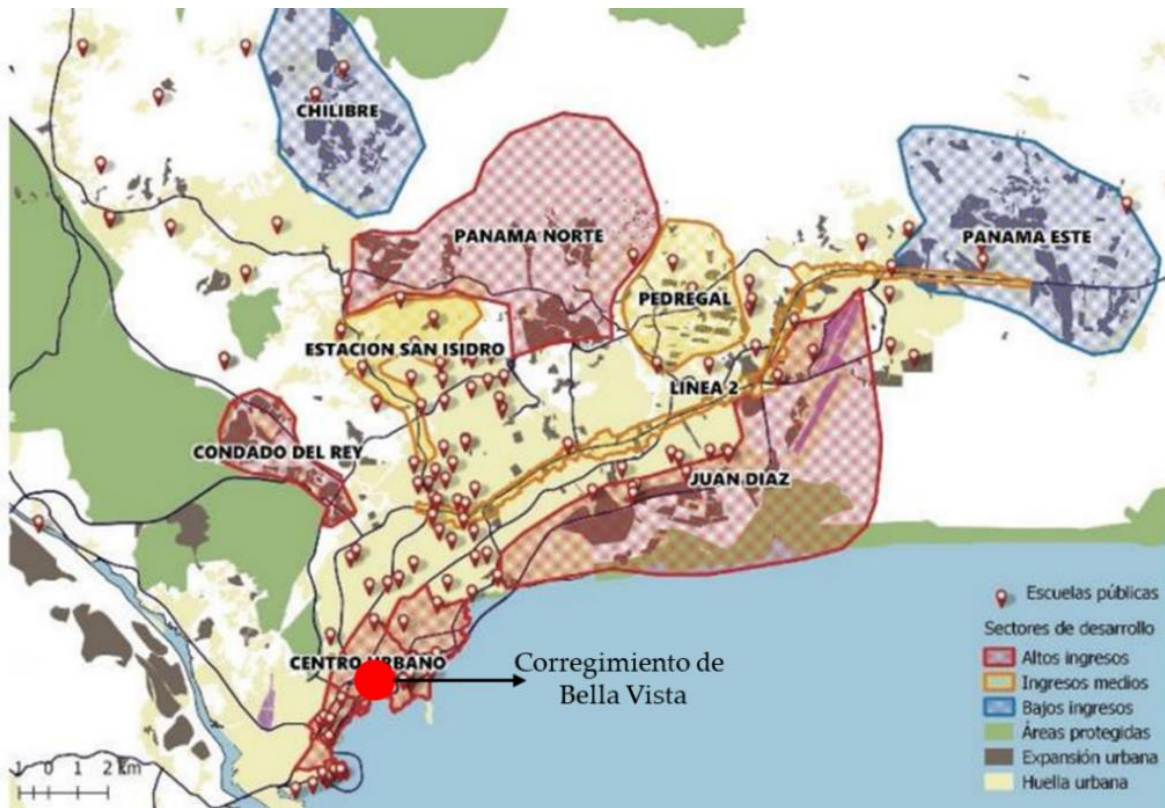 CHILIBRE
PANAMA NORTE
PANAMA ESTE
PEDREGAL
ESTACION SAN ISIDRO
LINEA 2
CONDADO DEL REY
JUAN DIAZ
CENTRO URBANO
Corregimiento de
Bella Vista
Escuelas públicas
Sectores de desarrollo
Altos ingresos
Ingresos medios
Bajos ingresos
Áreas protegidas
Expansión urbana
Huella urbana
1 0 1 2 km